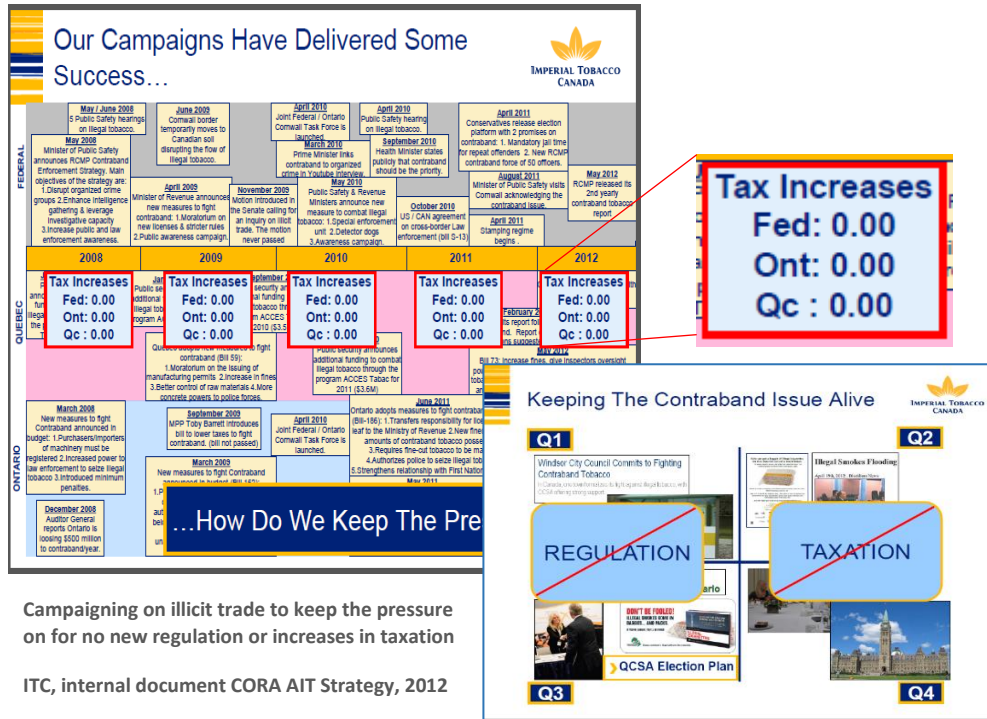 Our Campaigns Have Delivered Some
Success…
IMPERIAL TOBACCO
CANADA
FEDERAL
May / June 2008
5 Public Safety hearings
on illegal tobacco.
June 2009
Cornwall border
temporarily moves to
Canadian soil
disrupting the flow of
illegal tobacco.
April 2010
Joint Federal / Ontario
Cornwall Task Force is
launched.
April 2010
Public Safety hearing
on illegal tobacco.
April 2011
Conservatives release election
platform with 2 promises on
contraband: 1. Mandatory jail time
for repeat offenders 2. New RCMP
contraband force of 50 officers.
May 2008
Minister of Public Safety
announces RCMP Contraband
Enforcement Strategy. Main
objectives of the strategy are:
1.Disrupt organized crime
groups 2.Enhance intelligence
gathering & leverage
investigative capacity
3.Increase public and law
enforcement awareness.
March 2010
Prime Minister links
contraband to organized
crime in Youtube interview.
September 2010
Health Minister states
publicly that contraband
should be the priority.
April 2009
Minister of Revenue announces
new measures to fight
contraband: 1.Moratorium on
new licenses & stricter rules
2.Public awareness campaign.
November 2009
Motion introduced in
the Senate calling for
an inquiry on illicit
trade. The motion
never passed
May 2010
Public Safety & Revenue
Ministers announce new
measure to combat illegal
tobacco: 1.Special enforcement
unit 2.Detector dogs
3.Awareness campaign.
October 2010
US / CAN agreement
on cross-border Law
enforcement (bill S-13)
August 2011
Minister of Public Safety visits
Cornwall acknowledging the
contraband issue.
April 2011
Stamping regime
begins .
May 2012
RCMP released its
2nd yearly
contraband tobacco
report
2008
2009
2010
2011
2012
QUEBEC
Tax Increases
Fed: 0.00
Ont: 0.00
Qc : 0.00
Tax Increases
Fed: 0.00
Ont: 0.00
Qc : 0.00
Tax Increases
Fed: 0.00
Ont: 0.00
Qc : 0.00
Tax Increases
Fed: 0.00
Ont: 0.00
Qc : 0.00
Tax Increases
Fed: 0.00
Ont: 0.00
Qc : 0.00
Tax Increases
Fed: 0.00
Ont: 0.00
Qc : 0.00
contraband (Bill 59):
1.Moratorium on the issuing of
manufacturing permits 2.Increase in fines
3.Better control of raw materials 4.More
concrete powers to police forces.
Public security announces
additional funding to combat
illegal tobacco through the
program ACCES Tabac for
2011 ($3.6M)
May 2012
Bill 73: Increase fines, give inspectors oversight
ONTARIO
March 2008
New measures to fight
Contraband announced in
budget: 1.Purchasers/importers
of machinery must be
registered 2.Increased power to
law enforcement to seize illegal
tobacco 3.Introduced minimum
penalties.
September 2009
MPP Toby Barrett introduces
bill to lower taxes to fight
contraband. (bill not passed)
April 2010
Joint Federal / Ontario
Cornwall Task Force is
launched.
June 2011
Ontario adopts measures to fight contraband
(Bill-186): 1.Transfers responsibility for
leaf to the Ministry of Revenue 2.New fines
amounts of contraband tobacco
3.Requires fine-cut tobacco to be
4.Authorizes police to seize illegal
5.Strengthens relationship with First
May 2011
March 2009
New measures to fight Contraband
December 2008
Auditor General
reports Ontario is
loosing $500 million
to contraband/year.
…How Do We Keep The Pre
Keeping The Contraband Issue Alive
IMPERIAL TOBACCO
CANADA
Q1
Q2
Windsor City Council Commits to Fighting
Contraband Tobacco
Illegal Smokes Flooding
REGULATION
TAXATION
DON'T BE FOOLED!
QCSA Election Plan
Q3
Q4
Campaigning on illicit trade to keep the pressure
on for no new regulation or increases in taxation
ITC, internal document CORA AIT Strategy, 2012